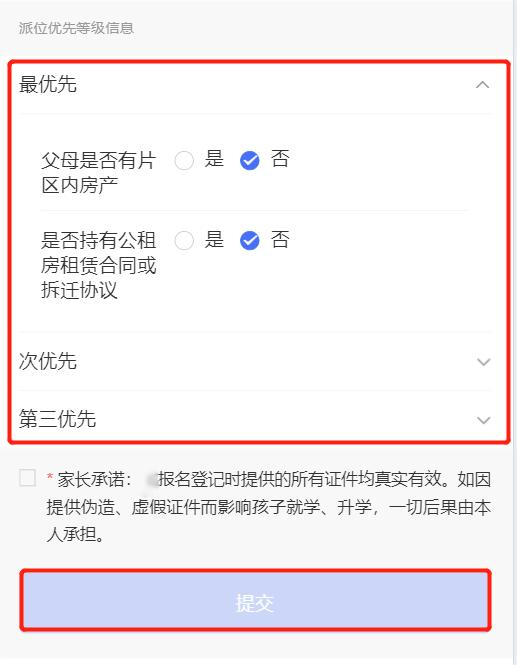 派位优先等级信息
最优先
父母是否有片 是 否
区内房产
是否持有公租 是 否
房租赁合同或
拆迁协议
次优先
第三优先
* 家长承诺： 报名登记时提供的所有证件均真实有效。如因
提供伪造、虚假证件而影响孩子就学、升学，一切后果由本
人承担。
提交